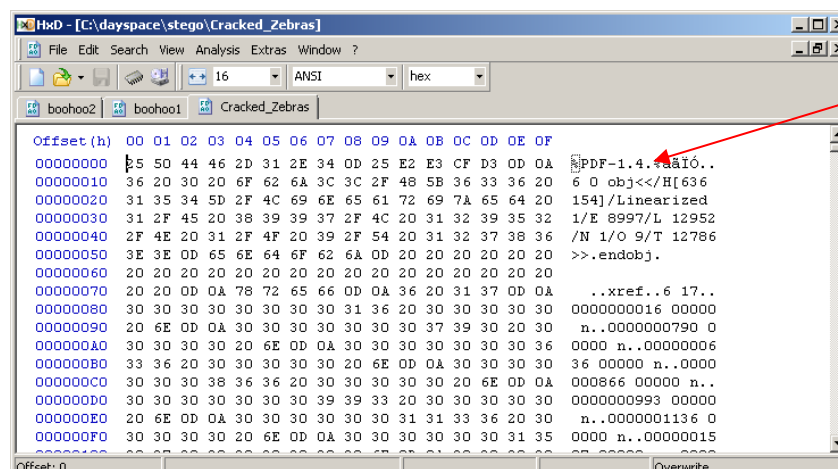 HxD - [C:\dayspace\stego\Cracked_Zebras]
File Edit Search View Analysis Extras Window ?
16 ANSI hex
boohoo2 boohoo1 Cracked_Zebras
Offset(h) 00 01 02 03 04 05 06 07 08 09 0A 0B 0C 0D 0E 0F
00000000 25 50 44 46 2D 31 2E 34 0D 25 E2 E3 CF D3 0D 0A %PDF-1.4.%âãÏÓ..
00000010 36 20 30 20 6F 62 6A 3C 3C 2F 48 5B 36 33 36 20 6 0 obj<</H[636
00000020 31 35 34 5D 2F 4C 69 6E 65 61 72 69 7A 65 64 20 154]/Linearized
00000030 31 2F 45 20 38 39 39 37 2F 4C 20 31 32 39 35 32 1/E 8997/L 12952
00000040 2F 4E 20 31 2F 4F 20 39 2F 54 20 31 32 37 38 36 /N 1/O 9/T 12786
00000050 3E 3E 0D 65 6E 64 6F 62 6A 0D 20 20 20 20 20 20 >>.endobj.
00000060 20 20 20 20 20 20 20 20 20 20 20 20 20 20 20 20
00000070 20 20 0D 0A 78 72 65 66 0D 0A 36 20 31 37 0D 0A ..xref..6 17..
00000080 30 30 30 30 30 30 30 30 31 36 20 30 30 30 30 30 0000000016 00000
00000090 20 6E 0D 0A 30 30 30 30 30 30 30 37 39 30 20 30 n..0000000790 0
000000A0 30 30 30 30 20 6E 0D 0A 30 30 30 30 30 30 30 36 0000 n..00000006
000000B0 33 36 20 30 30 30 30 30 20 6E 0D 0A 30 30 30 30 36 00000 n..0000
000000C0 30 30 30 38 36 36 20 30 30 30 30 30 20 6E 0D 0A 000866 00000 n..
000000D0 30 30 30 30 30 30 30 39 39 33 20 30 30 30 30 30 0000000993 00000
000000E0 20 6E 0D 0A 30 30 30 30 30 30 31 31 33 36 20 30 n..0000001136 0
000000F0 30 30 30 30 20 6E 0D 0A 30 30 30 30 30 30 31 35 0000 n..00000015
Offset: 0 Overwrite